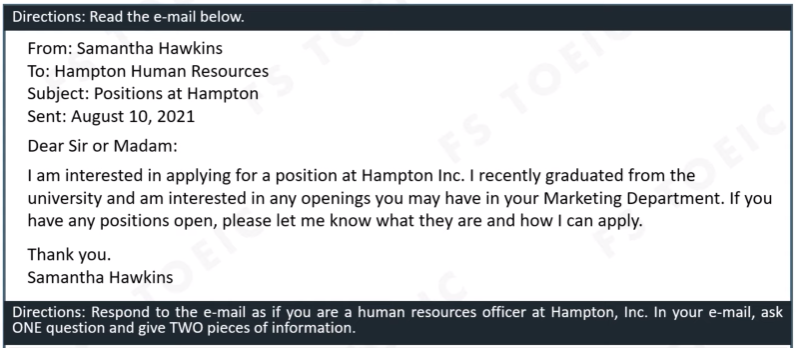 Directions: Read the e-mail below.
From: Samantha Hawkins
To: Hampton Human Resources
Subject: Positions at Hampton
Sent: August 10, 2021
Dear Sir or Madam:
I am interested in applying for a position at Hampton Inc. I recently graduated from the
university and am interested in any openings you may have in your Marketing Department. If you
have any positions open, please let me know what they are and how I can apply.
Thank you.
Samantha Hawkins
Directions: Respond to the e-mail as if you are a human resources officer at Hampton, Inc. In your e-mail, ask
ONE question and give TWO pieces of information.